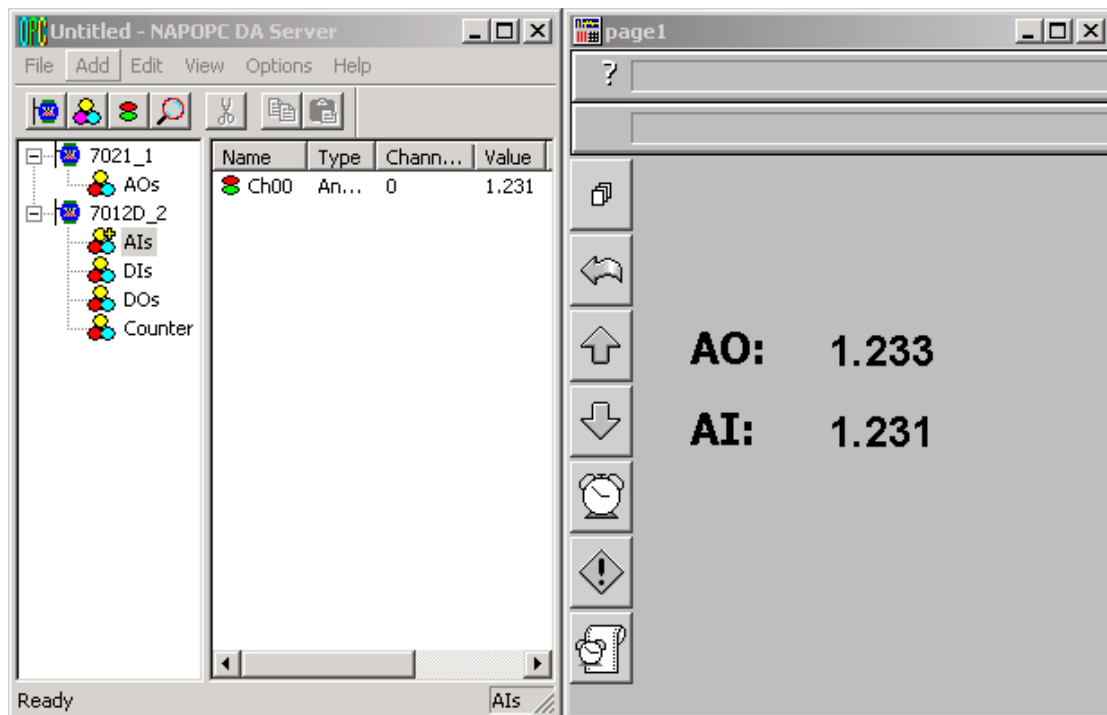 OPC Untitled - NAPOPC DA Server
File Add Edit View Options Help
7021_1
AOs
7012D_2
AIs
DIs
DOs
Counter
Name Type Chann... Value
Ch00 An... 0 1.231
Ready AIs
page1
?
AO: 1.233
AI: 1.231